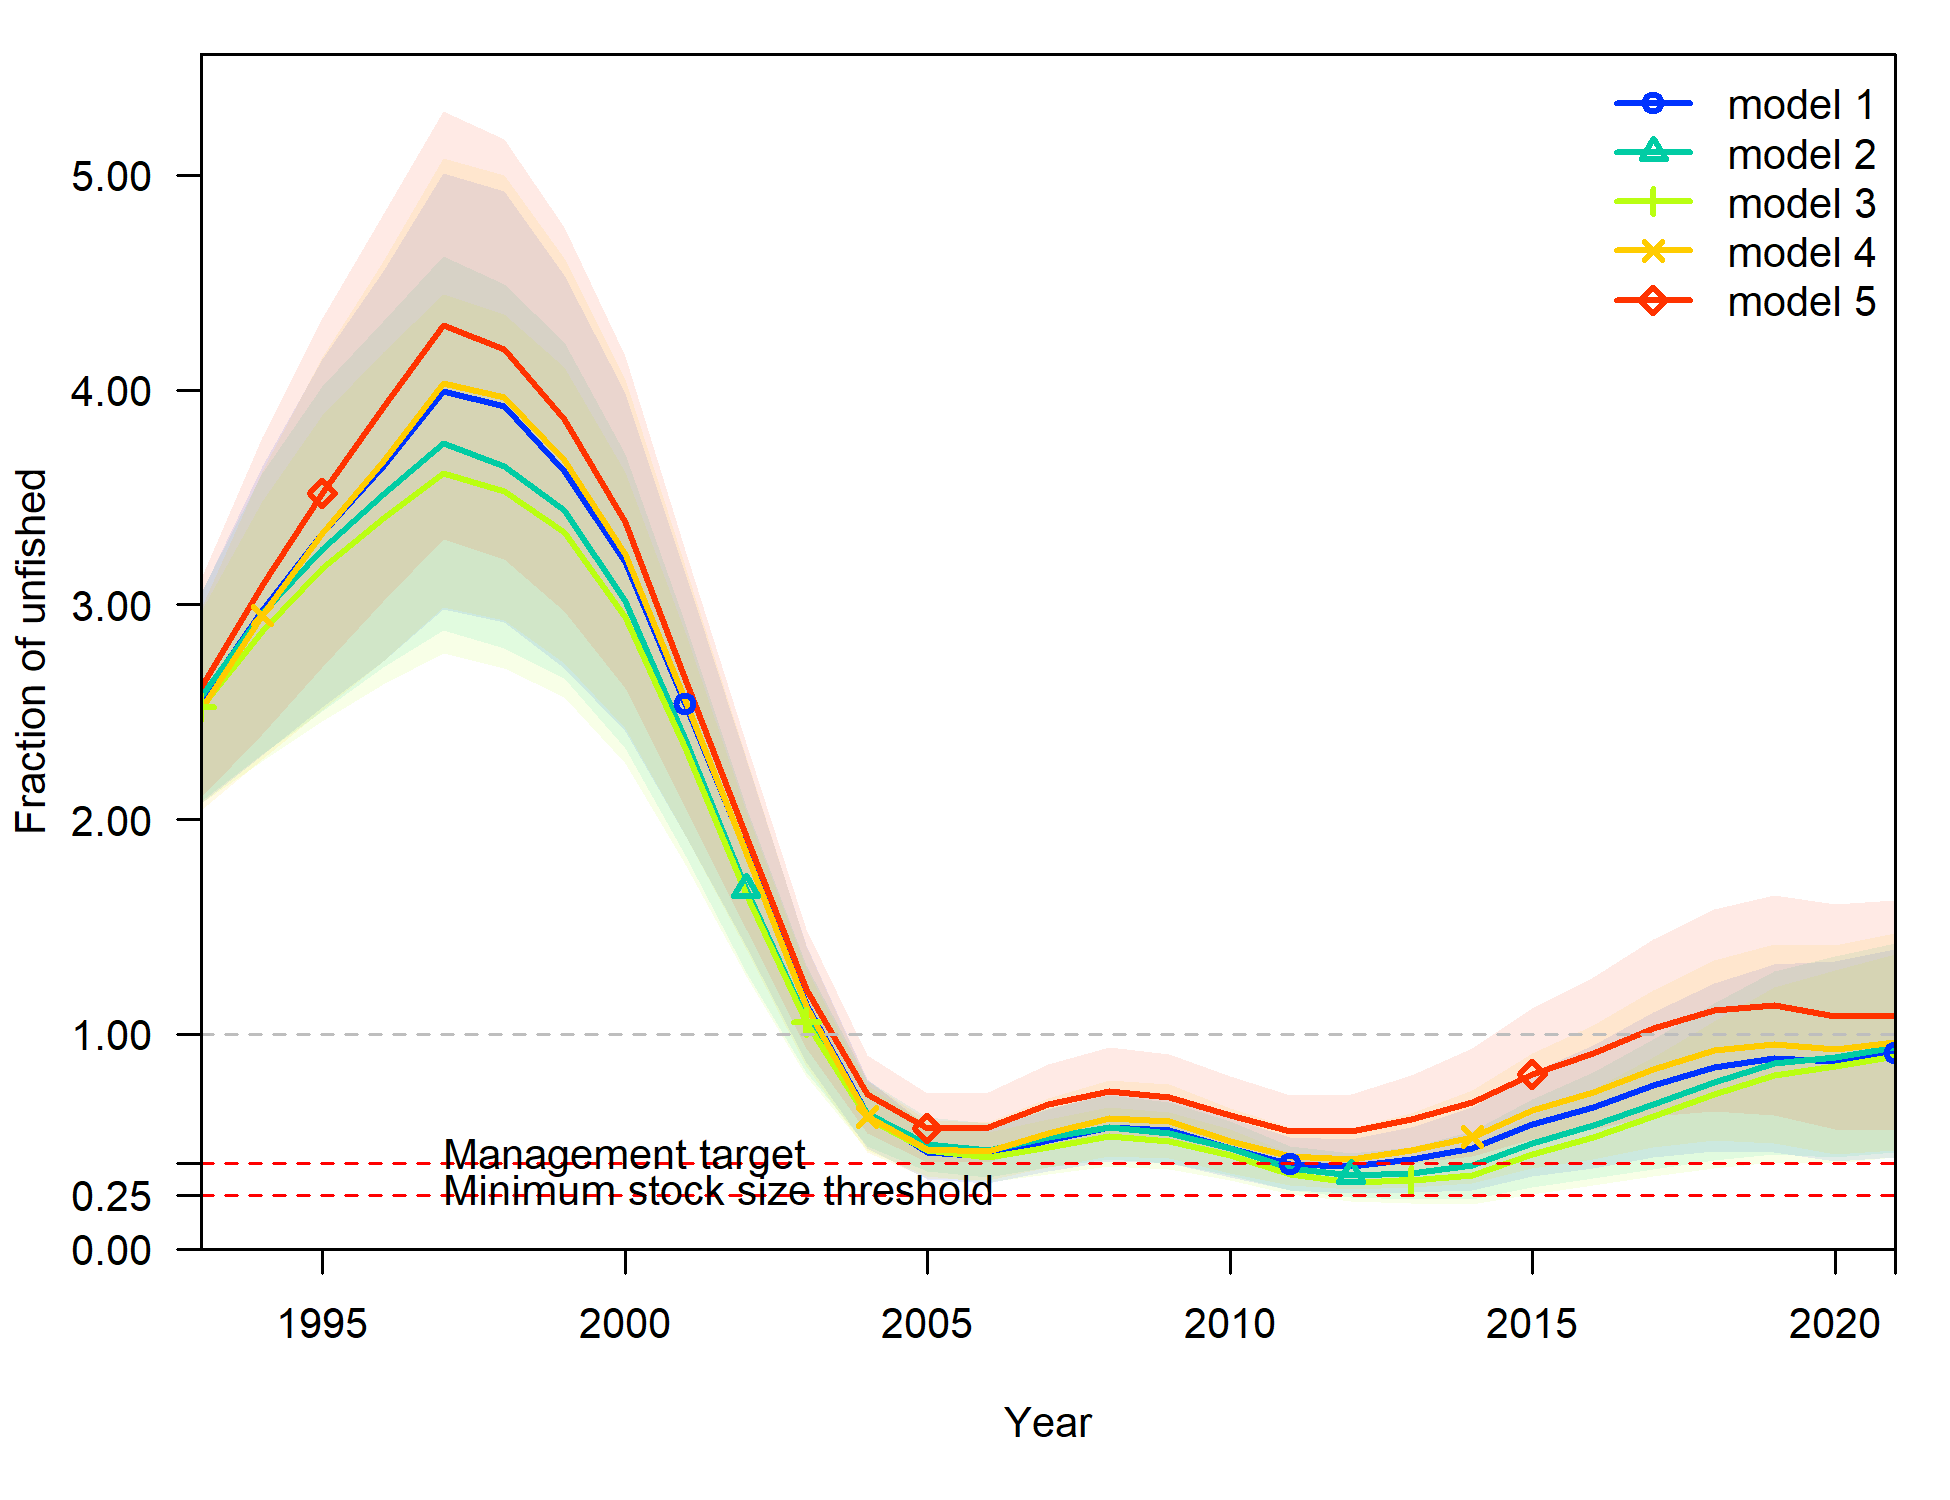 model 1
model 2
model 3
model 4
model 5
5.00
4.00
3.00
2.00
1.00
0.25
0.00
Fraction of unfished
Management target
Minimum stock size threshold
1995 2000 2005 2010 2015 2020
Year